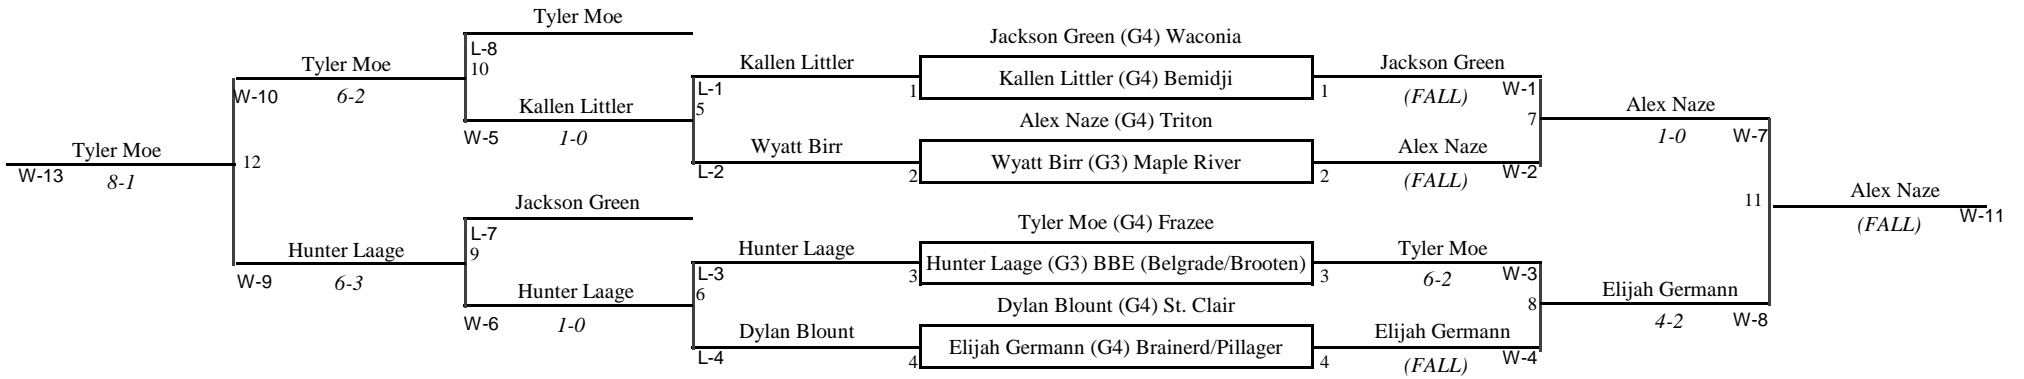 Tyler Moe
Jackson Green (G4) Waconia
L-8
Tyler Moe
10
Kallen Littler
Kallen Littler (G4) Bemidji
Jackson Green
W-10
6-2
L-1
1
1
(FALL)
W-1
Kallen Littler
5
Alex Naze (G4) Triton
7
Alex Naze
W-5
1-0
1-0
W-7
Tyler Moe
12
Wyatt Birr
Wyatt Birr (G3) Maple River
Alex Naze
W-13
8-1
L-2
2
2
(FALL)
W-2
Jackson Green
11
Alex Naze
Tyler Moe (G4) Frazee
(FALL)
W-11
L-7
Hunter Laage
9
Hunter Laage
Hunter Laage (G3) BBE (Belgrade/Brooten)
Tyler Moe
W-9
6-3
L-3
3
3
6-2
W-3
Hunter Laage
6
Dylan Blount (G4) St. Clair
8
Elijah Germann
W-6
1-0
4-2
W-8
Dylan Blount
Elijah Germann (G4) Brainerd/Pillager
Elijah Germann
L-4
4
4
(FALL)
W-4